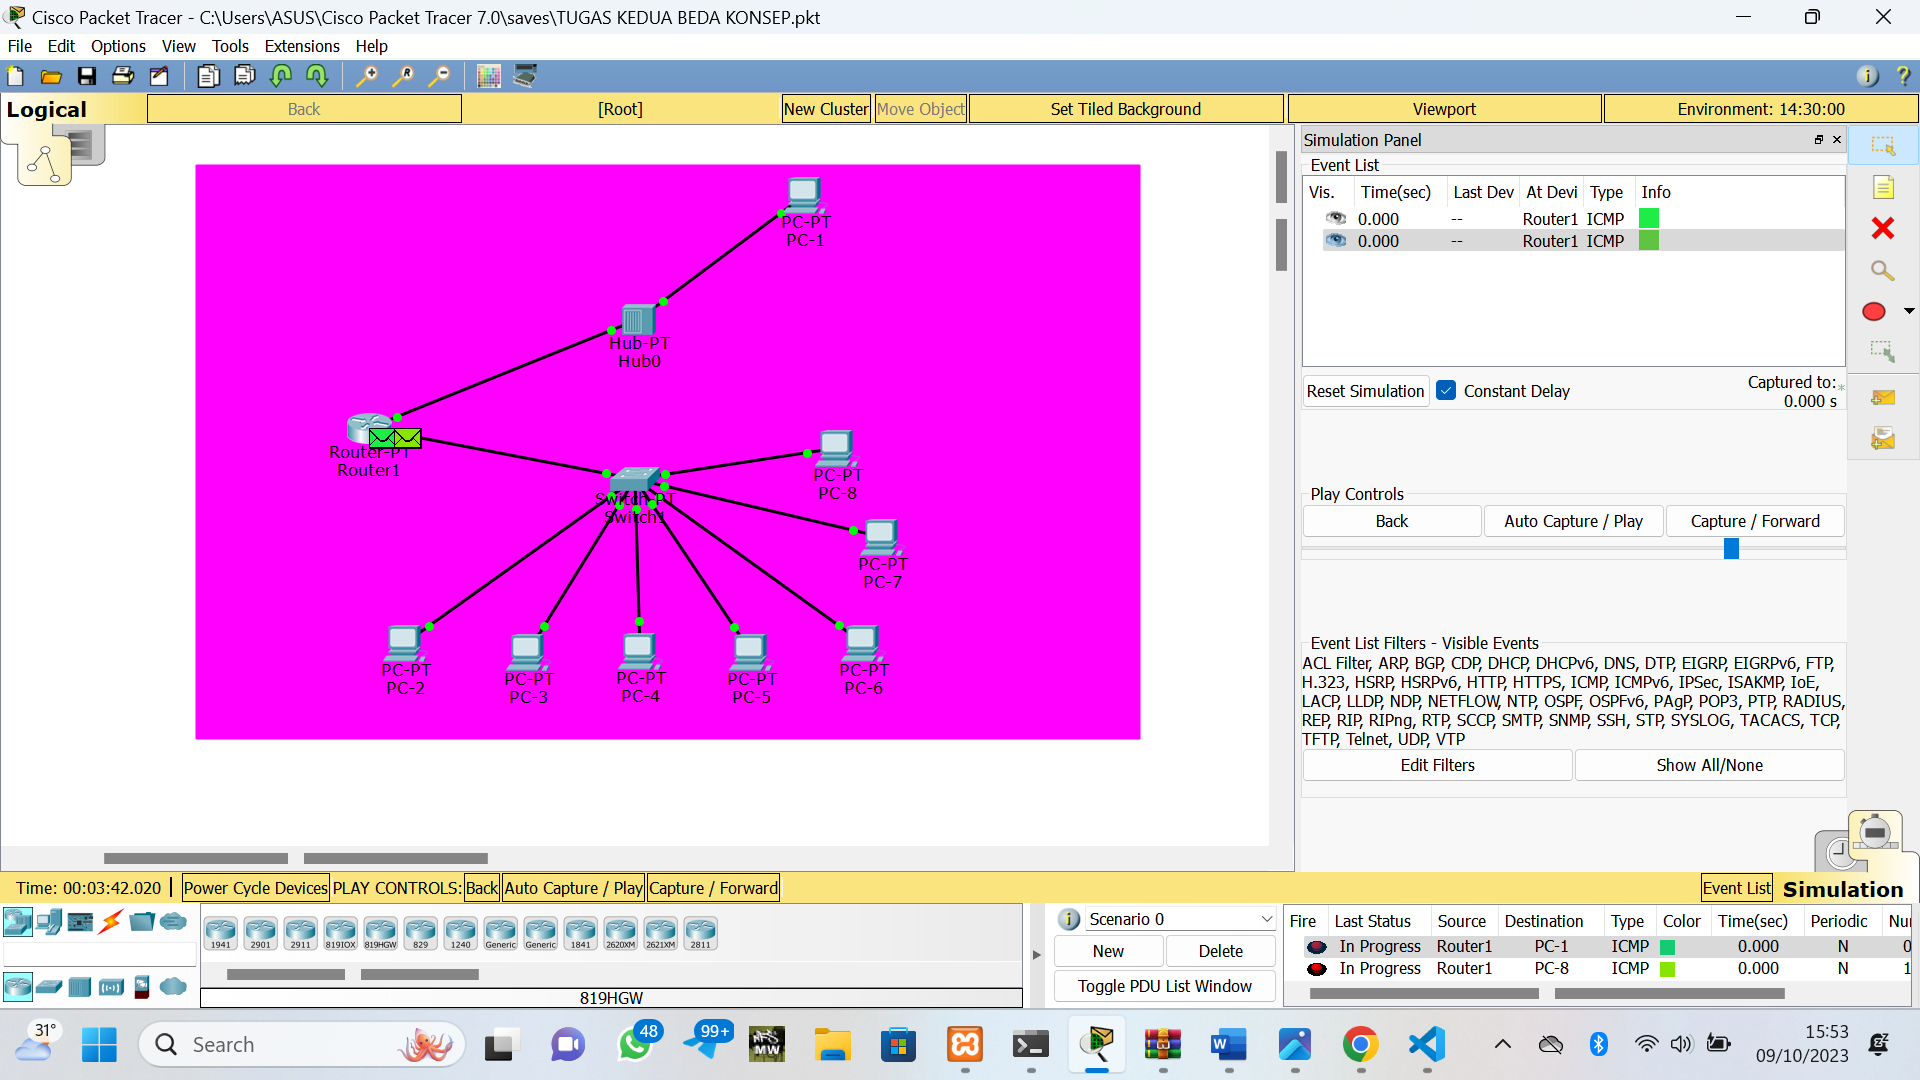 Cisco Packet Tracer - C:\Users\ASUS\Cisco Packet Tracer 7.0\saves\TUGAS KEDUA BEDA KONSEP.pkt
File Edit Options View Tools Extensions Help
Logical Back [Root] New Cluster Move Object Set Tiled Background Viewport Environment: 14:30:00
PC-PT
PC-1
Hub-PT
Hub0
Router-PT
Router1
Switch-PT
Switch1
PC-PT
PC-8
PC-PT
PC-7
PC-PT
PC-2
PC-PT
PC-3
PC-PT
PC-4
PC-PT
PC-5
PC-PT
PC-6
Simulation Panel
Event List
Vis. Time(sec) Last Dev At Devi Type Info
0.000 -- Router1 ICMP
0.000 -- Router1 ICMP
Reset Simulation Constant Delay Captured to:*
0.000 s
Play Controls
Back Auto Capture / Play Capture / Forward
Event List Filters - Visible Events
ACL Filter, ARP, BGP, CDP, DHCP, DHCPv6, DNS, DTP, EIGRP, EIGRPv6, FTP,
H.323, HSRP, HSRPv6, HTTP, HTTPS, ICMP, ICMPv6, IPSec, ISAKMP, IoE,
LACP, LLDP, NDP, NETFLOW, NTP, OSPF, OSPFv6, PAgP, POP3, PTP, RADIUS,
REP, RIP, RIPng, RTP, SCCP, SMTP, SNMP, SSH, STP, SYSLOG, TACACS, TCP,
TFTP, Telnet, UDP, VTP
Edit Filters Show All/None
Time: 00:03:42.020 Power Cycle Devices PLAY CONTROLS: Back Auto Capture / Play Capture / Forward Event List Simulation
1941 2901 2911 819IOX 819HGW 829 1240 Generic Generic 1841 2620XM 2621XM 2811
819HGW
Scenario 0
New Delete
Toggle PDU List Window
Fire Last Status Source Destination Type Color Time(sec) Periodic Nu
In Progress Router1 PC-1 ICMP 0.000 N 0
In Progress Router1 PC-8 ICMP 0.000 N 1
31° Search 48 99+ NFS MW W 15:53
09/10/2023